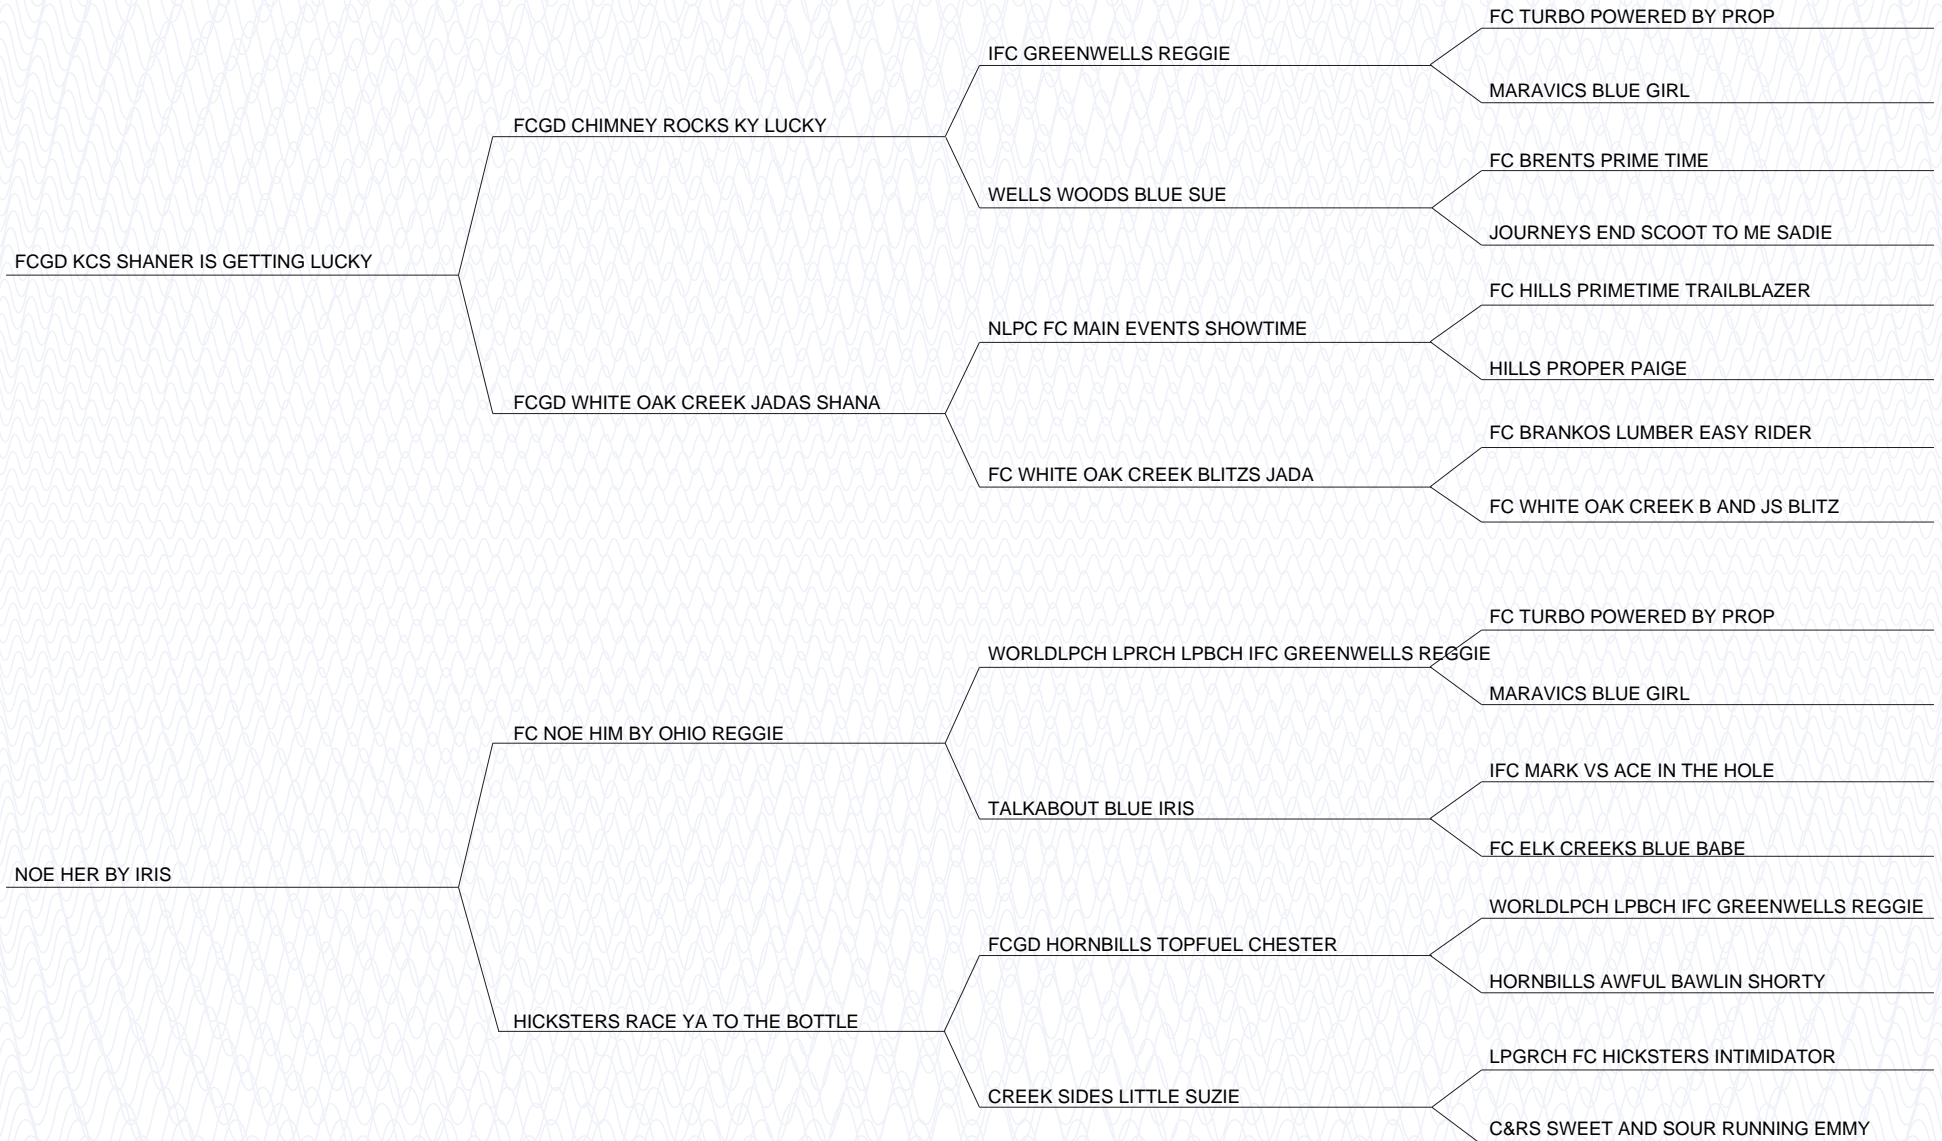 FC TURBO POWERED BY PROP
IFC GREENWELLS REGGIE
MARAVICS BLUE GIRL
FCGD CHIMNEY ROCKS KY LUCKY
FC BRENTS PRIME TIME
WELLS WOODS BLUE SUE
JOURNEYS END SCOOT TO ME SADIE
FCGD KCS SHANER IS GETTING LUCKY
FC HILLS PRIMETIME TRAILBLAZER
NLPC FC MAIN EVENTS SHOWTIME
HILLS PROPER PAIGE
FCGD WHITE OAK CREEK JADAS SHANA
FC BRANKOS LUMBER EASY RIDER
FC WHITE OAK CREEK BLITZS JADA
FC WHITE OAK CREEK B AND JS BLITZ
FC TURBO POWERED BY PROP
WORLDLPCH LPRCH LPBCH IFC GREENWELLS REGGIE
MARAVICS BLUE GIRL
FC NOE HIM BY OHIO REGGIE
IFC MARK VS ACE IN THE HOLE
TALKABOUT BLUE IRIS
FC ELK CREEKS BLUE BABE
NOE HER BY IRIS
WORLDLPCH LPBCH IFC GREENWELLS REGGIE
FCGD HORNBILLS TOPFUEL CHESTER
HORNBILLS AWFUL BAWLIN SHORTY
HICKSTERS RACE YA TO THE BOTTLE
LPGRCH FC HICKSTERS INTIMIDATOR
CREEK SIDES LITTLE SUZIE
C&RS SWEET AND SOUR RUNNING EMMY